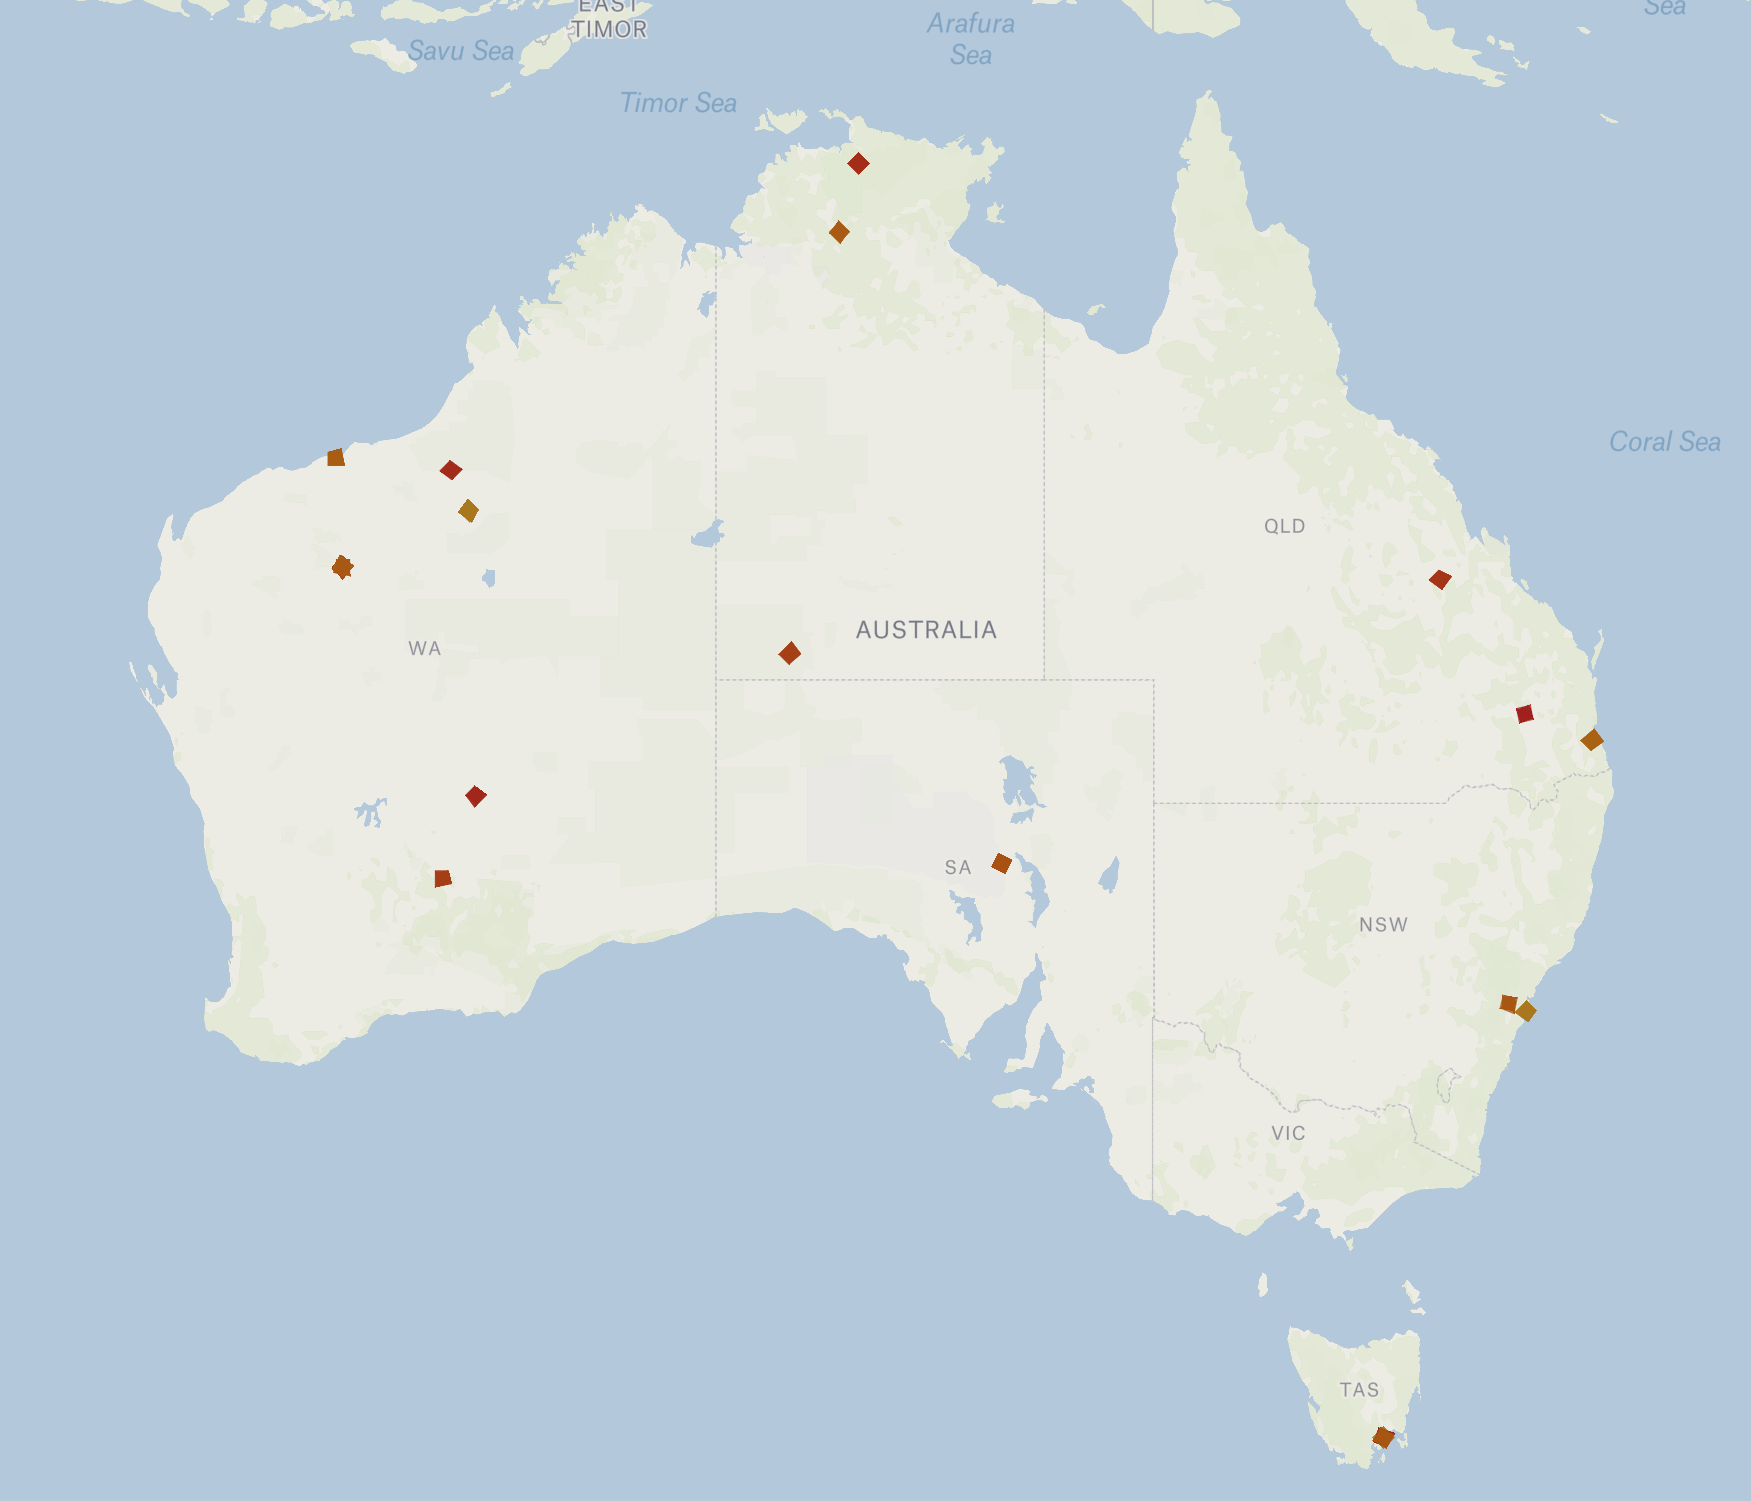 EAST
TIMOR
Savu Sea
Arafura
Sea
Sea
Timor Sea
Coral Sea
QLD
AUSTRALIA
WA
SA
NSW
VIC
TAS